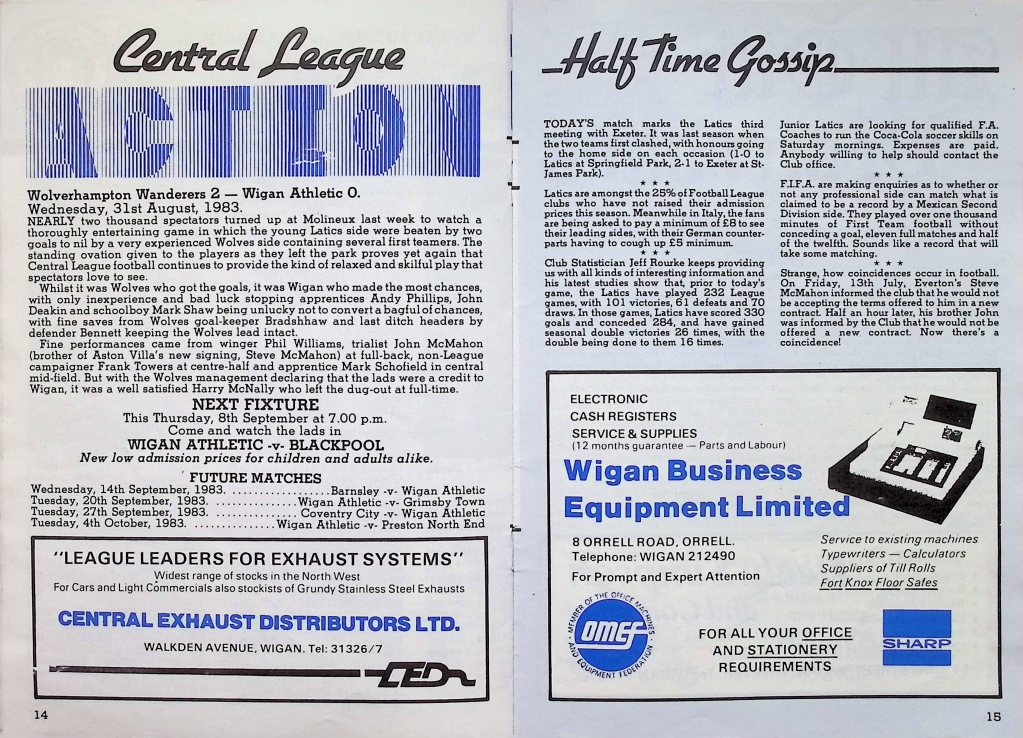 Central League
ACTION
Wolverhampton Wanderers 2 — Wigan Athletic 0.
Wednesday, 31st August, 1983.
NEARLY two thousand spectators turned up at Molineux last week to watch a
thoroughly entertaining game in which the young Latics side were beaten by two
goals to nil by a very experienced Wolves side containing several first teamers. The
standing ovation given to the players as they left the park proves yet again that
Central League football continues to provide the kind of relaxed and skilful play that
spectators love to see.
Whilst it was Wolves who got the goals, it was Wigan who made the most chances,
with only inexperience and bad luck stopping apprentices Andy Phillips, John
Deakin and schoolboy Mark Shaw being unlucky not to convert a bagful of chances,
with fine saves from Wolves goal-keeper Bradshhaw and last ditch headers by
defender Bennett keeping the Wolves lead intact.
Fine performances came from winger Phil Williams, trialist John McMahon
(brother of Aston Villa's new signing, Steve McMahon) at full-back, non-League
campaigner Frank Towers at centre-half and apprentice Mark Schofield in central
mid-field. But with the Wolves management declaring that the lads were a credit to
Wigan, it was a well satisfied Harry McNally who left the dug-out at full-time.
NEXT FIXTURE
This Thursday, 8th September at 7.00 p.m.
Come and watch the lads in
WIGAN ATHLETIC -v- BLACKPOOL
New low admission prices for children and adults alike.
FUTURE MATCHES
Wednesday, 14th September, 1983. ..................Barnsley -v- Wigan Athletic
Tuesday, 20th September, 1983. ...............Wigan Athletic -v- Grimsby Town
Tuesday, 27th September, 1983. ...............Coventry City -v- Wigan Athletic
Tuesday, 4th October, 1983. ..............Wigan Athletic -v- Preston North End
"LEAGUE LEADERS FOR EXHAUST SYSTEMS"
Widest range of stocks in the North West
For Cars and Light Commercials also stockists of Grundy Stainless Steel Exhausts
CENTRAL EXHAUST DISTRIBUTORS LTD.
WALKDEN AVENUE, WIGAN. Tel: 31326/7
CED
14
Half Time Gossip
TODAY'S match marks the Latics third
meeting with Exeter. It was last season when
the two teams first clashed, with honours going
to the home side on each occasion (1-0 to
Latics at Springfield Park, 2-1 to Exeter at St-
James Park).
★ ★ ★
Latics are amongst the 25% of Football League
clubs who have not raised their admission
prices this season. Meanwhile in Italy, the fans
are being asked to pay a minimum of £6 to see
their leading sides, with their German counter-
parts having to cough up £5 minimum.
★ ★ ★
Club Statistician Jeff Rourke keeps providing
us with all kinds of interesting information and
his latest studies show that, prior to today's
game, the Latics have played 232 League
games, with 101 victories, 61 defeats and 70
draws. In those games, Latics have scored 330
goals and conceded 284, and have gained
seasonal double victories 26 times, with the
double being done to them 16 times.
Junior Latics are looking for qualified F.A.
Coaches to run the Coca-Cola soccer skills on
Saturday mornings. Expenses are paid.
Anybody willing to help should contact the
Club office.
★ ★ ★
F.I.F.A. are making enquiries as to whether or
not any professional side can match what is
claimed to be a record by a Mexican Second
Division side. They played over one thousand
minutes of First Team football without
conceding a goal, eleven full matches and half
of the twelfth. Sounds like a record that will
take some matching.
★ ★ ★
Strange, how coincidences occur in football.
On Friday, 13th July, Everton's Steve
McMahon informed the club that he would not
be accepting the terms offered to him in a new
contract. Half an hour later, his brother John
was informed by the Club that he would not be
offered a new contract. Now there's a
coincidence!
ELECTRONIC
CASH REGISTERS
SERVICE & SUPPLIES
(12 months guarantee — Parts and Labour)
Wigan Business
Equipment Limited
8 ORRELL ROAD, ORRELL.
Telephone: WIGAN 212490
For Prompt and Expert Attention
Service to existing machines
Typewriters — Calculators
Suppliers of Till Rolls
Fort Knox Floor Safes
MEMBER OF THE OFFICE MACHINES
omef
AND EQUIPMENT FEDERATION
FOR ALL YOUR OFFICE
AND STATIONERY
REQUIREMENTS
SHARP
15